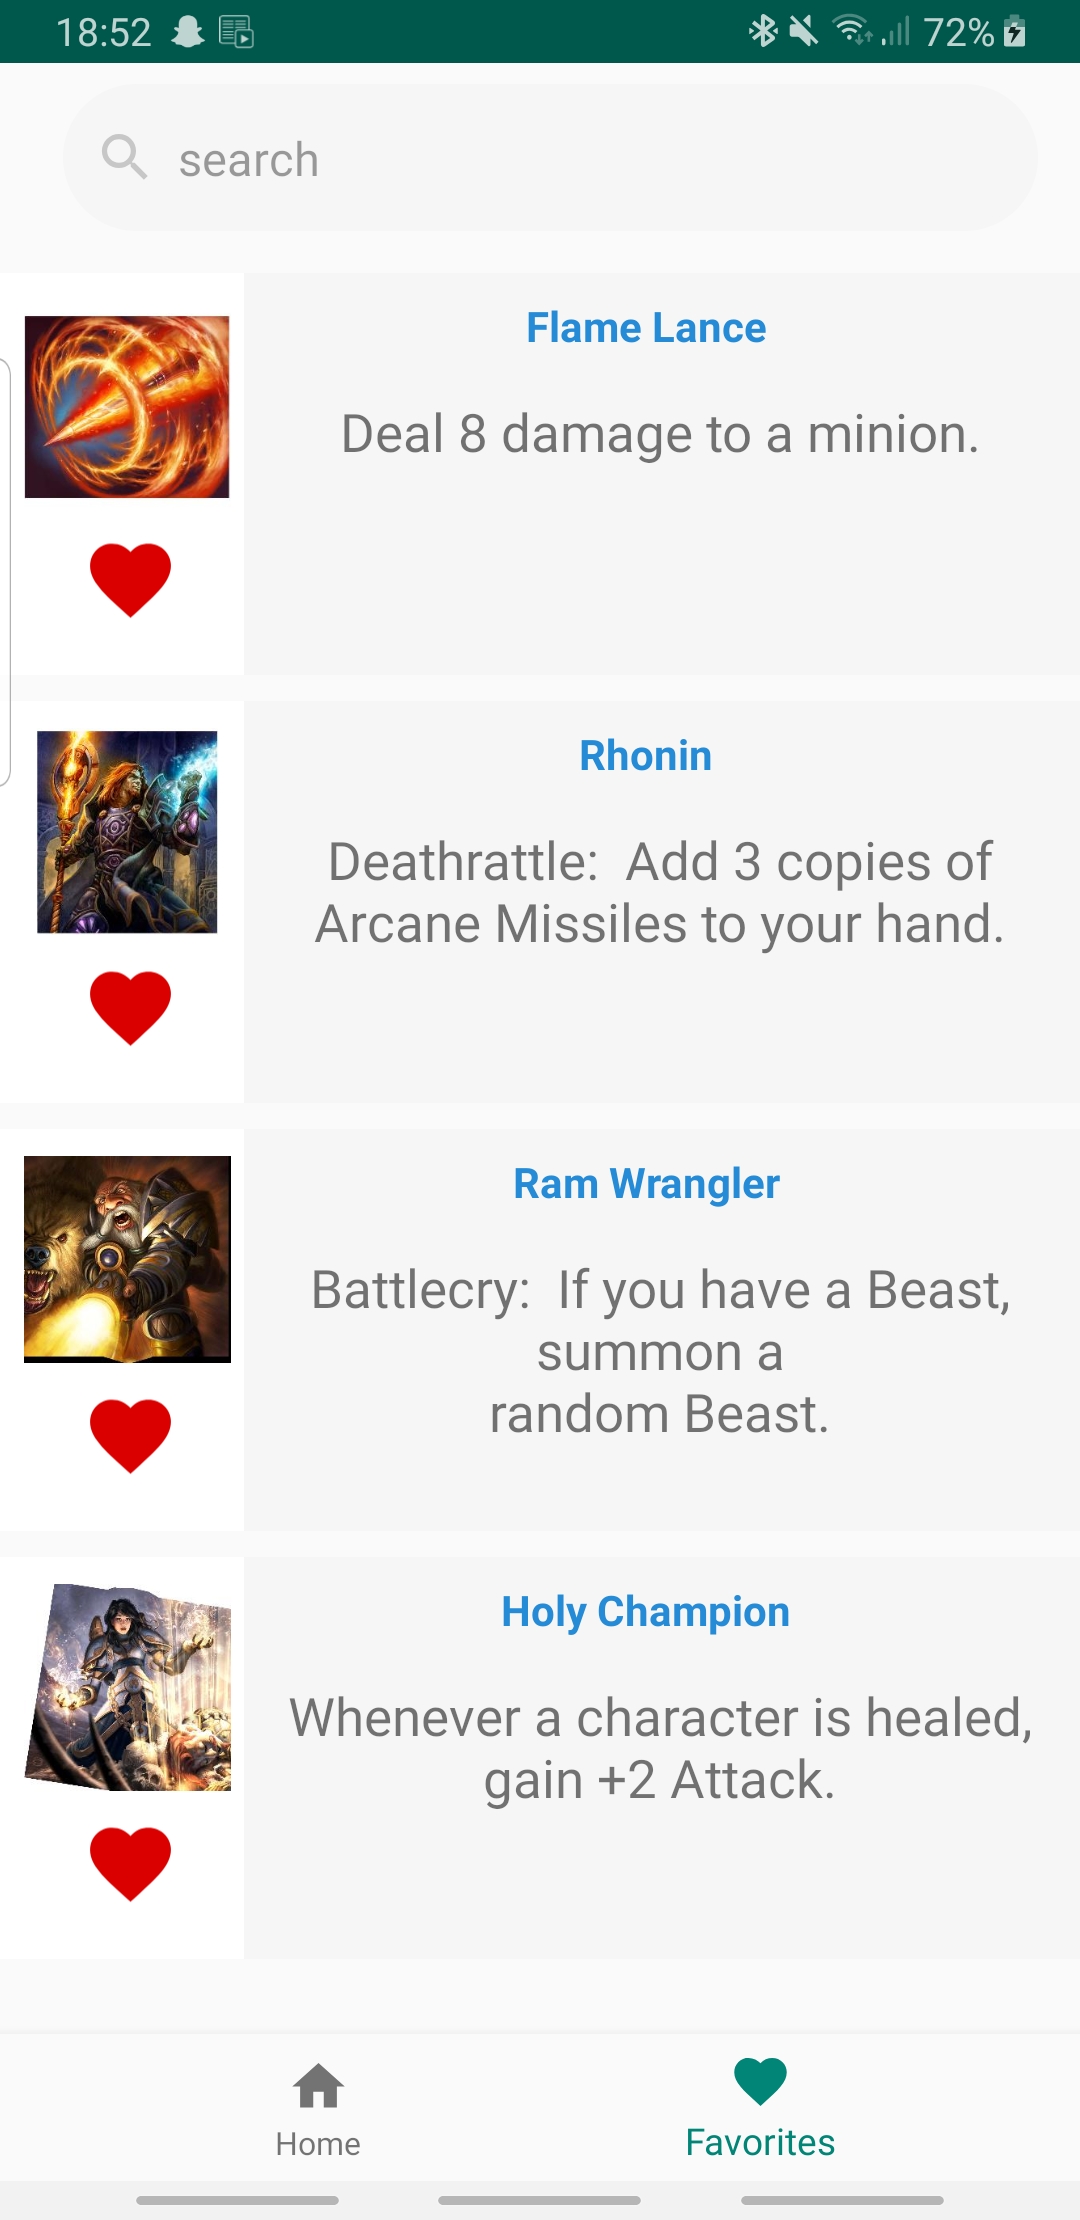 18:52 72%
search
Flame Lance
Deal 8 damage to a minion.
Rhonin
Deathrattle:  Add 3 copies of
Arcane Missiles to your hand.
Ram Wrangler
Battlecry:  If you have a Beast,
summon a
random Beast.
Holy Champion
Whenever a character is healed,
gain +2 Attack.
Home Favorites